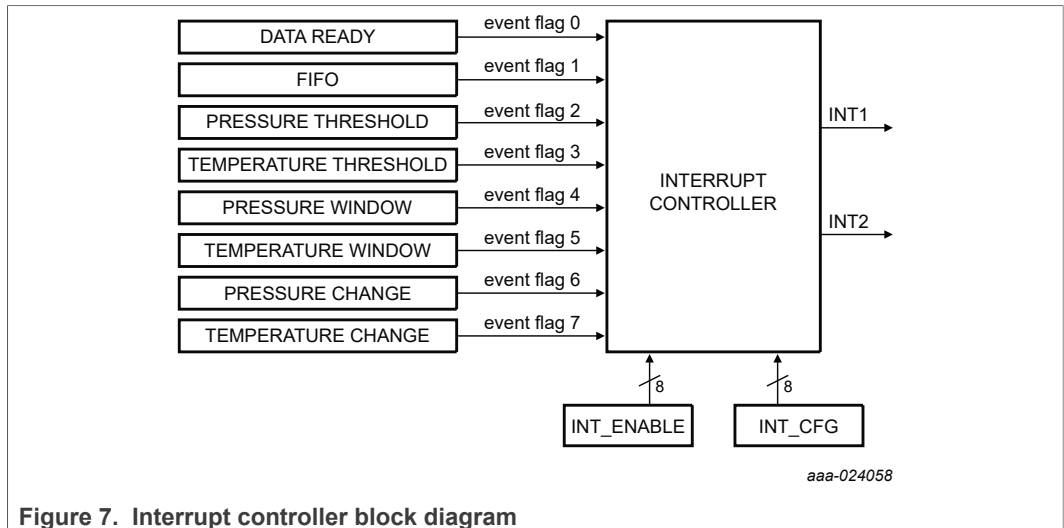 DATA READY
event flag 0
FIFO
event flag 1
PRESSURE THRESHOLD
event flag 2
TEMPERATURE THRESHOLD
event flag 3
PRESSURE WINDOW
event flag 4
TEMPERATURE WINDOW
event flag 5
PRESSURE CHANGE
event flag 6
TEMPERATURE CHANGE
event flag 7
INTERRUPT
CONTROLLER
INT1
INT2
8
8
INT_ENABLE
INT_CFG
aaa-024058
Figure 7. Interrupt controller block diagram